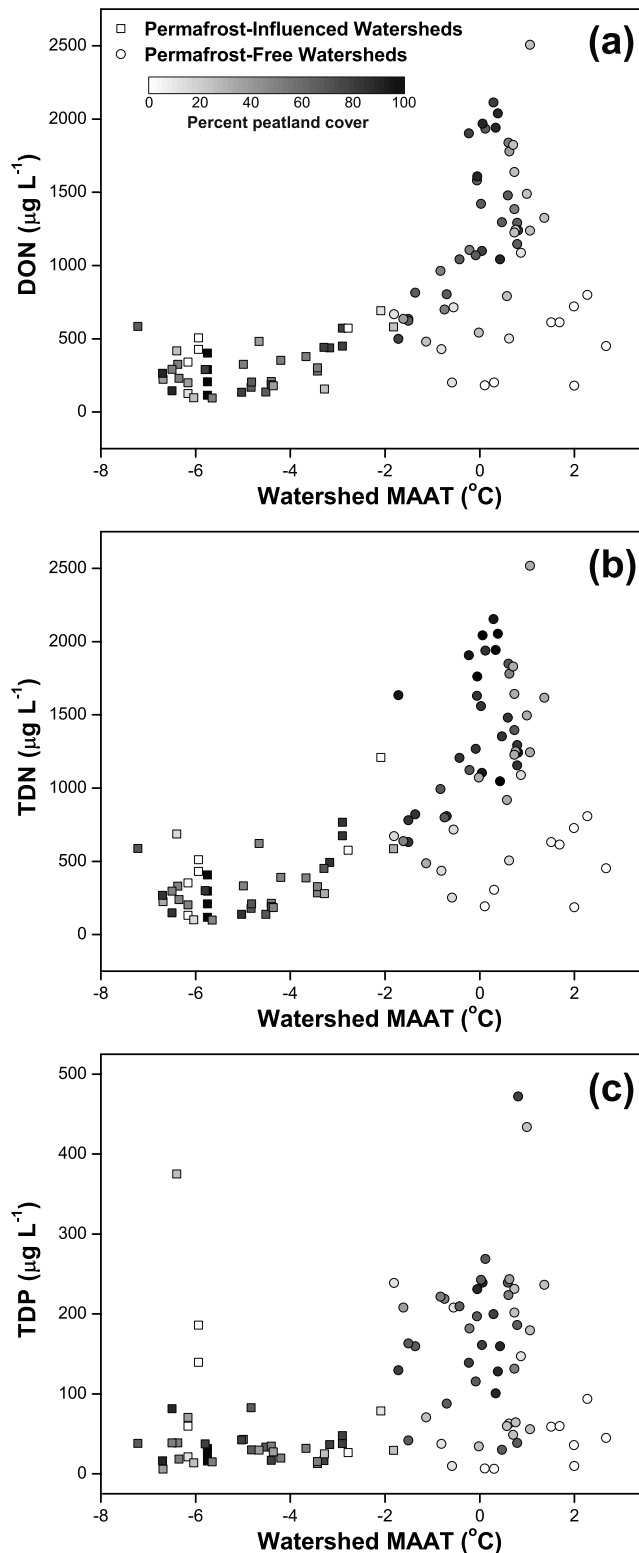 (a)
Permafrost-Influenced Watersheds
Permafrost-Free Watersheds
0 20 40 60 80 100
Percent peatland cover
DON (µg L⁻¹)
2500
2000
1500
1000
500
0
-8 -6 -4 -2 0 2
Watershed MAAT (°C)
(b)
TDN (µg L⁻¹)
2500
2000
1500
1000
500
0
-8 -6 -4 -2 0 2
Watershed MAAT (°C)
(c)
TDP (µg L⁻¹)
500
400
300
200
100
0
-8 -6 -4 -2 0 2
Watershed MAAT (°C)